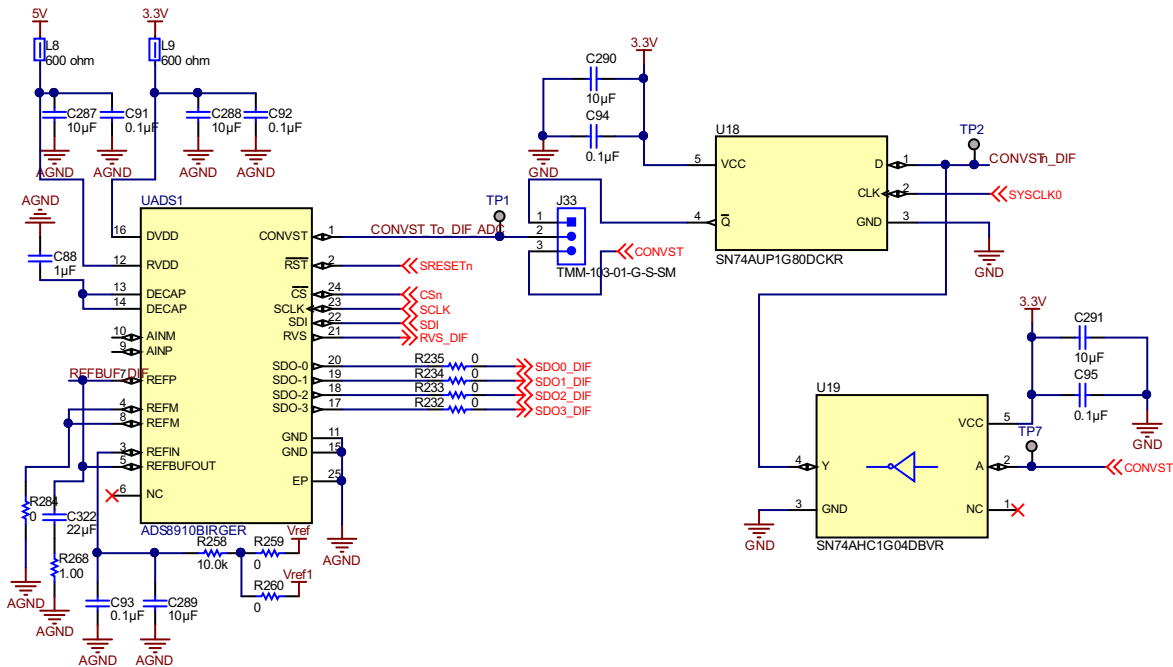 5V
L8
600 ohm
3.3V
L9
600 ohm
C287
10µF
C91
0.1µF
C288
10µF
C92
0.1µF
AGND
AGND
AGND
AGND
AGND
C88
1µF
UADS1
16 DVDD
12 RVDD
13 DECAP
14 DECAP
10 AINM
9 AINP
REFBUF_DIF
7 REFP
4 REFM
8 REFM
3 REFIN
5 REFBUFOUT
6 NC
CONVST 1
RST 2
CS 24
SCLK 23
SDI 22
RVS 21
SDO-0 20
SDO-1 19
SDO-2 18
SDO-3 17
GND 11
GND 15
EP 25
ADS8910BIRGER
CONVST_To_DIF_ADC
TP1
SRESETn
CSn
SCLK
SDI
RVS_DIF
R235 0 SDO0_DIF
R234 0 SDO1_DIF
R233 0 SDO2_DIF
R232 0 SDO3_DIF
R284
0
C322
22µF
R268
1.00
AGND
AGND
C93
0.1µF
C289
10µF
AGND
AGND
R258
10.0k
R259
0
Vref
R260
0
Vref1
AGND
3.3V
C290
10µF
C94
0.1µF
GND
J33
1
2
3
TMM-103-01-G-S-SM
CONVST
U18
5 VCC
4 Q
D 1
CLK 2
GND 3
SN74AUP1G80DCKR
TP2
CONVSTn_DIF
SYSCLK0
GND
3.3V
C291
10µF
C95
0.1µF
GND
U19
4 Y
3 GND
VCC 5
A 2
NC 1
SN74AHC1G04DBVR
TP7
CONVST
GND